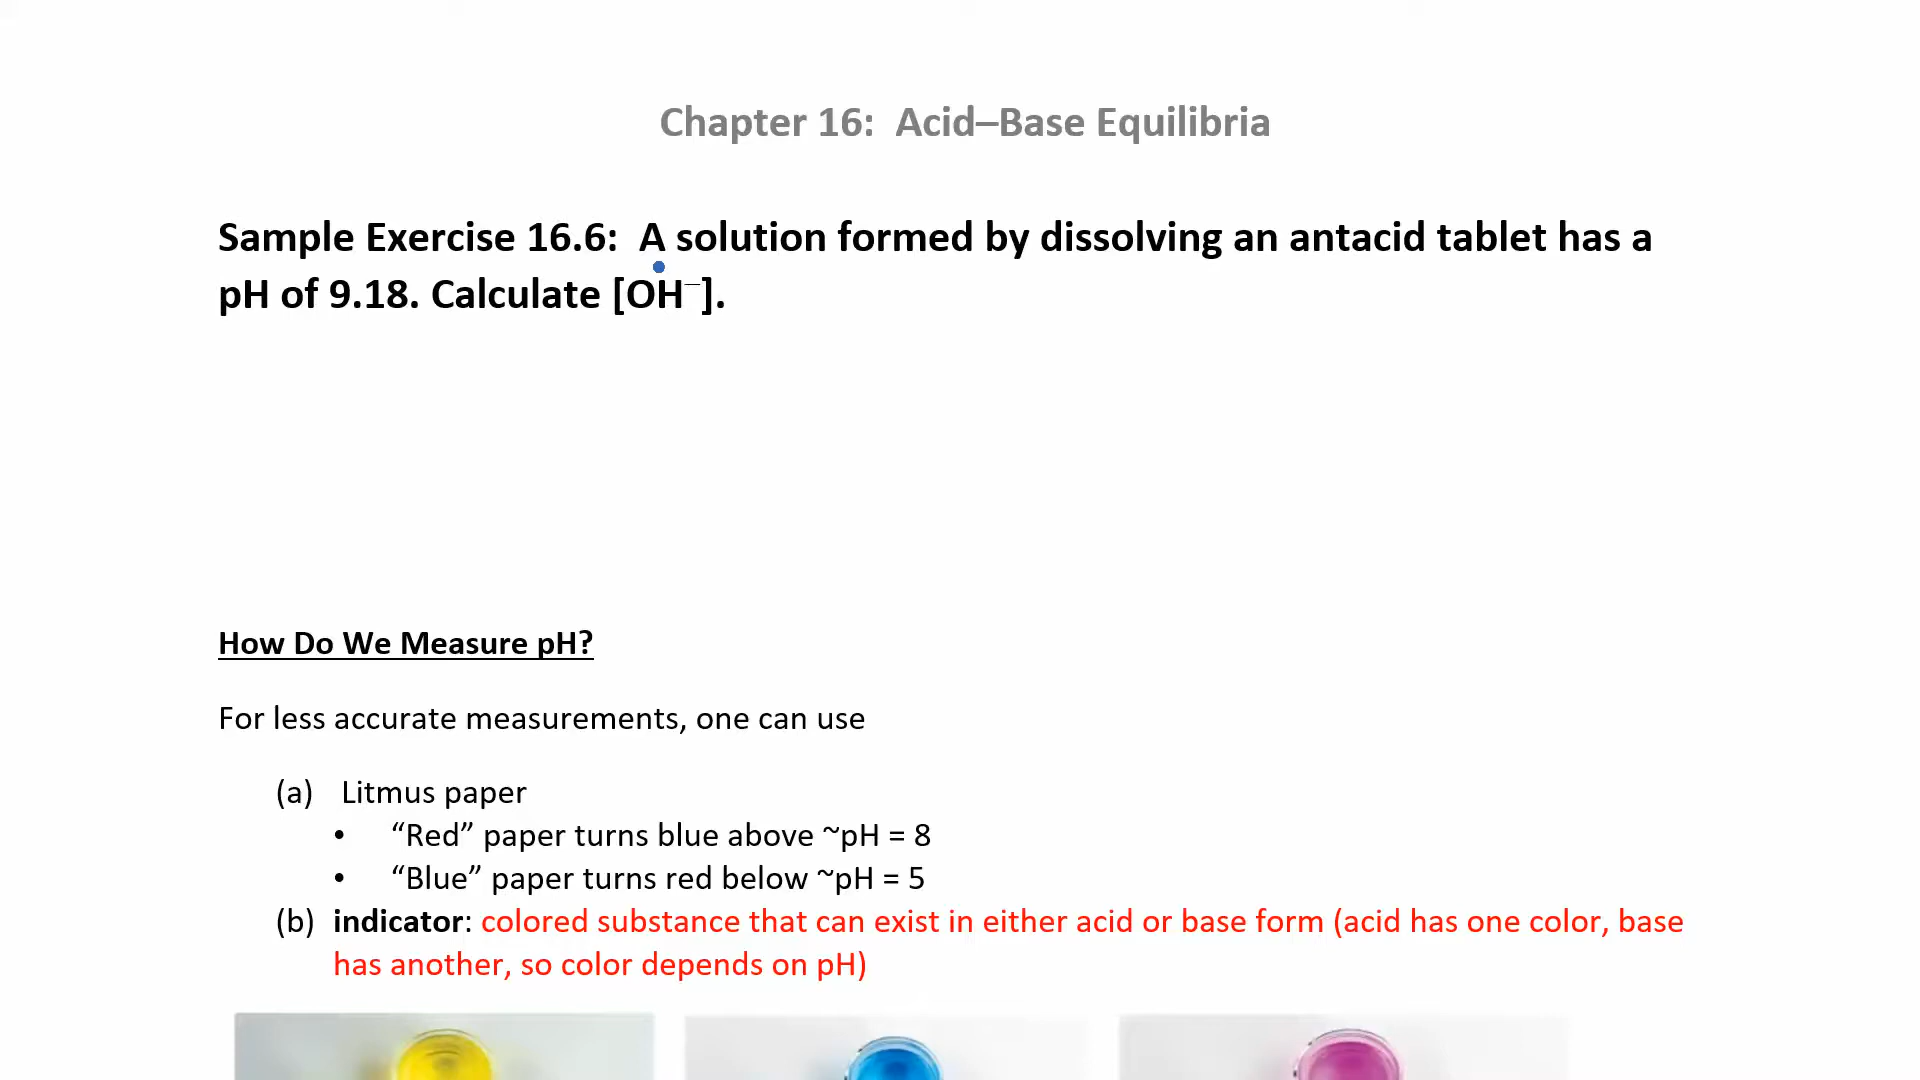 Chapter 16:  Acid–Base Equilibria
Sample Exercise 16.6:  A solution formed by dissolving an antacid tablet has a
pH of 9.18. Calculate [OH⁻].
How Do We Measure pH?
For less accurate measurements, one can use
(a) Litmus paper
• “Red” paper turns blue above ~pH = 8
• “Blue” paper turns red below ~pH = 5
(b) indicator: colored substance that can exist in either acid or base form (acid has one color, base
has another, so color depends on pH)